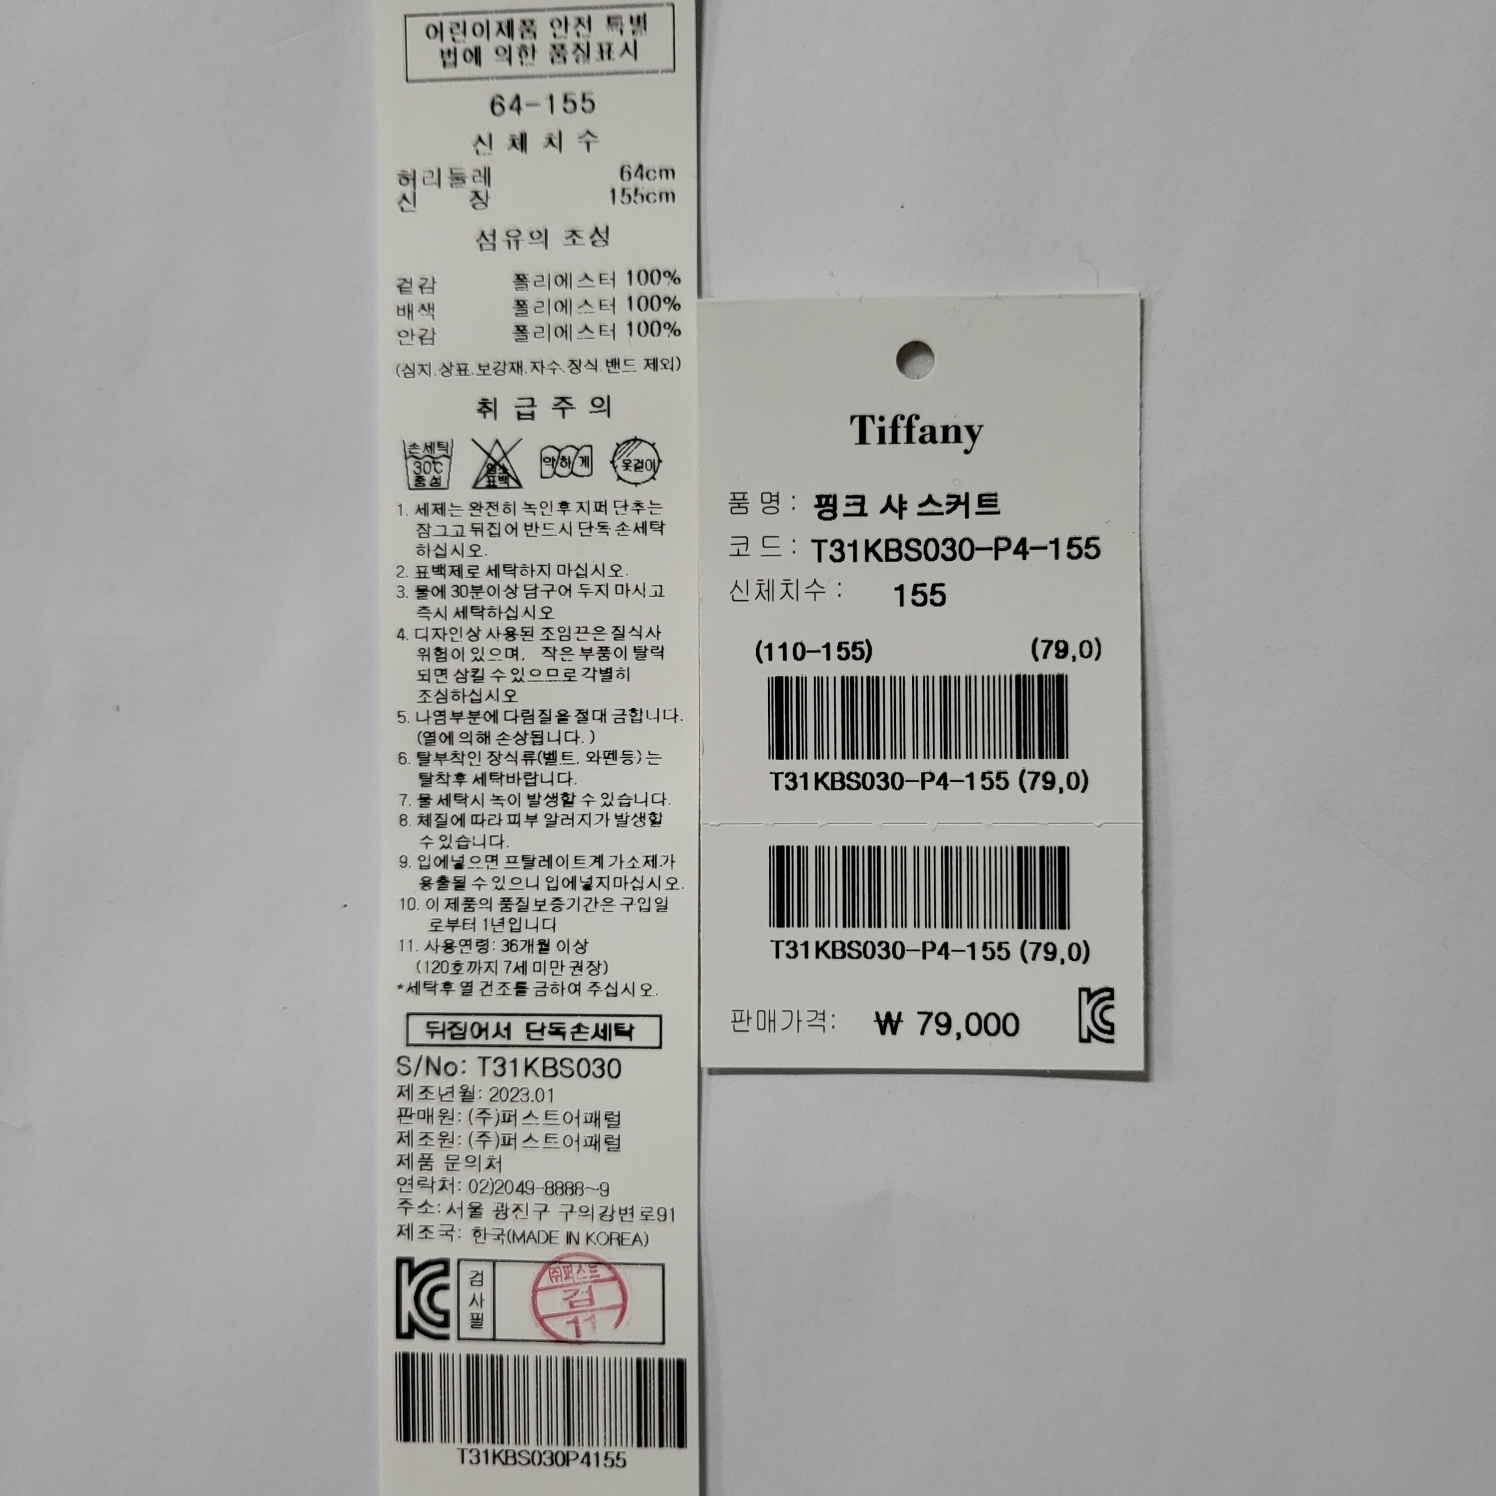 어린이제품 안전 특별
법에 의한 품질표시
64-155
신 체 치 수
허리둘레 64cm
신 장 155cm
섬유의 조성
겉감 폴리에스터 100%
배색 폴리에스터 100%
안감 폴리에스터 100%
(심지.상표.보강재.자수.장식.밴드 제외)
취 급 주 의
손세탁 30℃ 중성
염소 표백
약하게
옷걸이
1. 세제는 완전히 녹인후 지퍼 단추는
잠그고 뒤집어 반드시 단독 손세탁
하십시오.
2. 표백제로 세탁하지 마십시오.
3. 물에 30분이상 담구어 두지 마시고
즉시 세탁하십시오
4. 디자인상 사용된 조임끈은 질식사
위험이 있으며, 작은 부품이 탈락
되면 삼킬 수 있으므로 각별히
조심하십시오
5. 나염부분에 다림질을 절대 금합니다.
(열에 의해 손상됩니다. )
6. 탈부착인 장식류(벨트, 와펜등)는
탈착후 세탁바랍니다.
7. 물 세탁시 녹이 발생할 수 있습니다.
8. 체질에 따라 피부 알러지가 발생할
수 있습니다.
9. 입에넣으면 프탈레이트계 가소제가
용출될 수 있으니 입에넣지마십시오.
10. 이 제품의 품질보증기간은 구입일
로부터 1년입니다
11. 사용연령: 36개월 이상
(120호까지 7세 미만 권장)
*세탁후 열 건조를 금하여 주십시오.
뒤집어서 단독손세탁
S/No: T31KBS030
제조년월: 2023.01
판매원: (주)퍼스트어패럴
제조원: (주)퍼스트어패럴
제품 문의처
연락처: 02)2049-8888~9
주소: 서울 광진구 구의강변로91
제조국: 한국(MADE IN KOREA)
KC
검사필
㈜퍼스트
검
11
T31KBS030P4155
Tiffany
품 명 : 핑크 샤 스커트
코 드 : T31KBS030-P4-155
신체치수 : 155
(110-155) (79,0)
T31KBS030-P4-155 (79,0)
T31KBS030-P4-155 (79,0)
판매가격: ₩ 79,000
KC